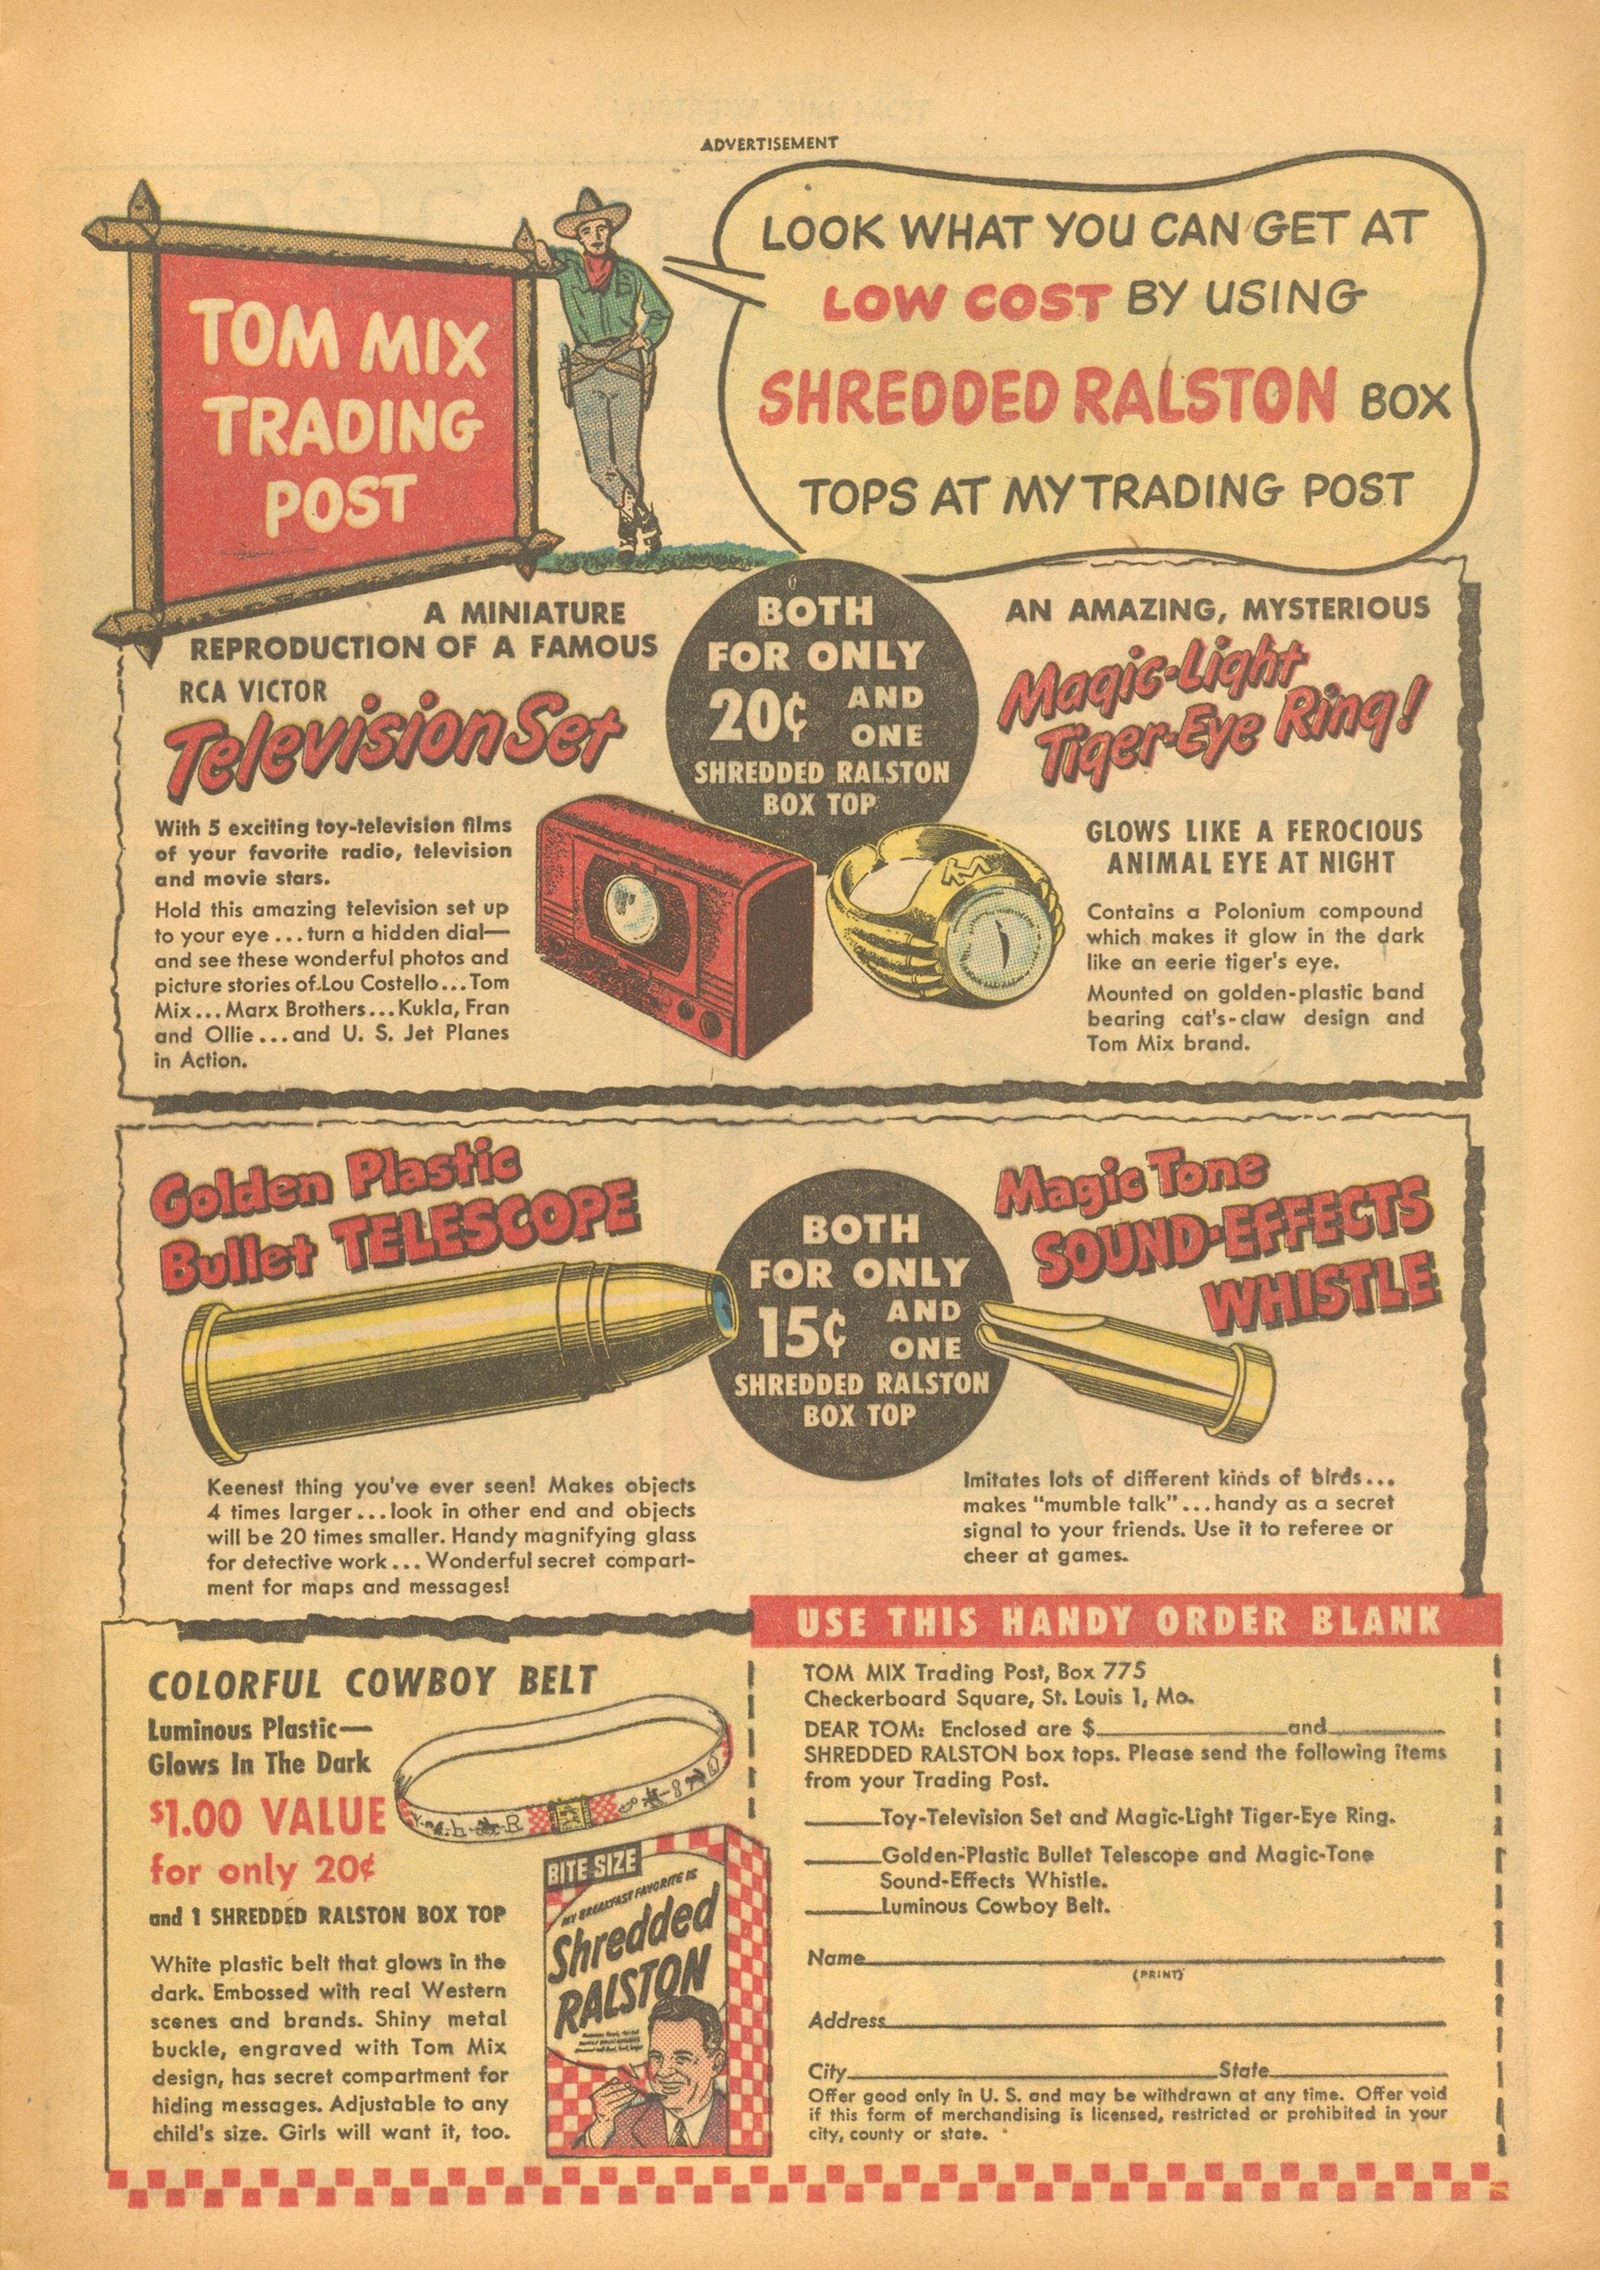 ADVERTISEMENT
TOM MIX
TRADING
POST
LOOK WHAT YOU CAN GET AT
LOW COST BY USING
SHREDDED RALSTON BOX
TOPS AT MY TRADING POST
A MINIATURE
REPRODUCTION OF A FAMOUS
RCA VICTOR
Television Set
With 5 exciting toy-television films
of your favorite radio, television
and movie stars.
Hold this amazing television set up
to your eye...turn a hidden dial—
and see these wonderful photos and
picture stories of Lou Costello...Tom
Mix...Marx Brothers...Kukla, Fran
and Ollie...and U. S. Jet Planes
in Action.
BOTH
FOR ONLY
20¢ AND
ONE
SHREDDED RALSTON
BOX TOP
AN AMAZING, MYSTERIOUS
Magic-Light
Tiger-Eye Ring!
GLOWS LIKE A FEROCIOUS
ANIMAL EYE AT NIGHT
Contains a Polonium compound
which makes it glow in the dark
like an eerie tiger's eye.
Mounted on golden-plastic band
bearing cat's-claw design and
Tom Mix brand.
Golden Plastic
Bullet TELESCOPE
Keenest thing you've ever seen! Makes objects
4 times larger...look in other end and objects
will be 20 times smaller. Handy magnifying glass
for detective work...Wonderful secret compart-
ment for maps and messages!
BOTH
FOR ONLY
15¢ AND
ONE
SHREDDED RALSTON
BOX TOP
Magic Tone
SOUND-EFFECTS
WHISTLE
Imitates lots of different kinds of birds...
makes "mumble talk"...handy as a secret
signal to your friends. Use it to referee or
cheer at games.
COLORFUL COWBOY BELT
Luminous Plastic—
Glows In The Dark
$1.00 VALUE
for only 20¢
and 1 SHREDDED RALSTON BOX TOP
White plastic belt that glows in the
dark. Embossed with real Western
scenes and brands. Shiny metal
buckle, engraved with Tom Mix
design, has secret compartment for
hiding messages. Adjustable to any
child's size. Girls will want it, too.
BITE SIZE
MY BREAKFAST FAVORITE IS
Shredded
RALSTON
USE THIS HANDY ORDER BLANK
TOM MIX Trading Post, Box 775
Checkerboard Square, St. Louis 1, Mo.
DEAR TOM: Enclosed are $ and
SHREDDED RALSTON box tops. Please send the following items
from your Trading Post.
Toy-Television Set and Magic-Light Tiger-Eye Ring.
Golden-Plastic Bullet Telescope and Magic-Tone
Sound-Effects Whistle.
Luminous Cowboy Belt.
Name
(PRINT)
Address
City State
Offer good only in U. S. and may be withdrawn at any time. Offer void
if this form of merchandising is licensed, restricted or prohibited in your
city, county or state.